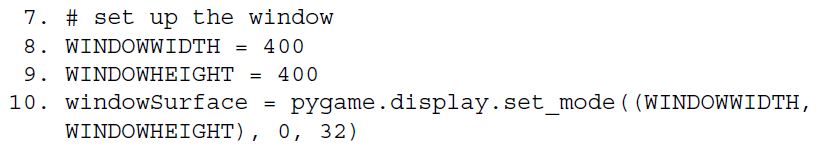 7. # set up the window
8. WINDOWWIDTH = 400
9. WINDOWHEIGHT = 400
10. windowSurface = pygame.display.set_mode((WINDOWWIDTH,
WINDOWHEIGHT), 0, 32)